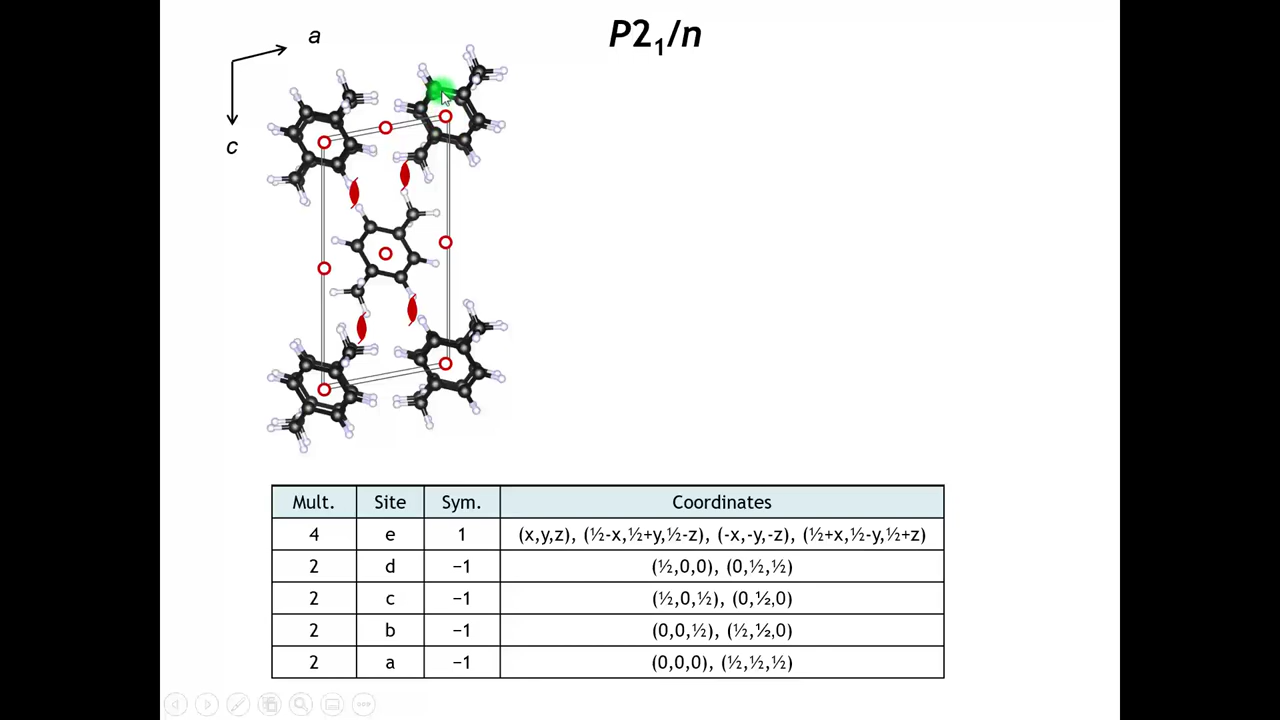 P2₁/n
a
c
Mult. Site Sym. Coordinates
4 e 1 (x,y,z), (½-x,½+y,½-z), (-x,-y,-z), (½+x,½-y,½+z)
2 d −1 (½,0,0), (0,½,½)
2 c −1 (½,0,½), (0,½,0)
2 b −1 (0,0,½), (½,½,0)
2 a −1 (0,0,0), (½,½,½)